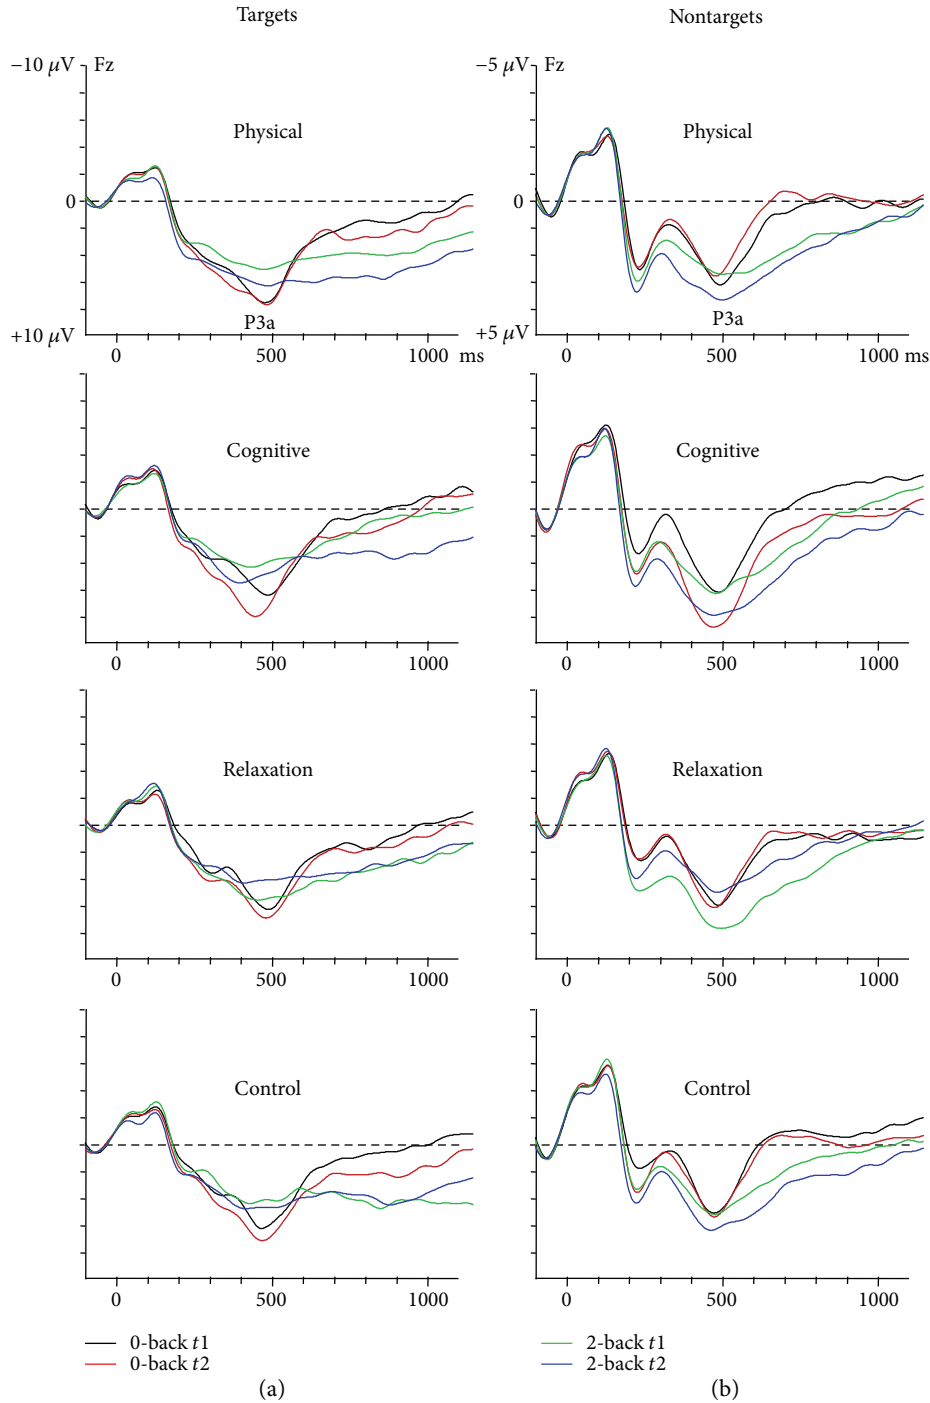 Targets
Nontargets
−10 μV Fz
−5 μV Fz
Physical
Physical
0
0
P3a
P3a
+10 μV
+5 μV
0 500 1000 ms
0 500 1000 ms
Cognitive
Cognitive
0 500 1000
0 500 1000
Relaxation
Relaxation
0 500 1000
0 500 1000
Control
Control
0 500 1000
0 500 1000
0-back t1
0-back t2
2-back t1
2-back t2
(a)
(b)